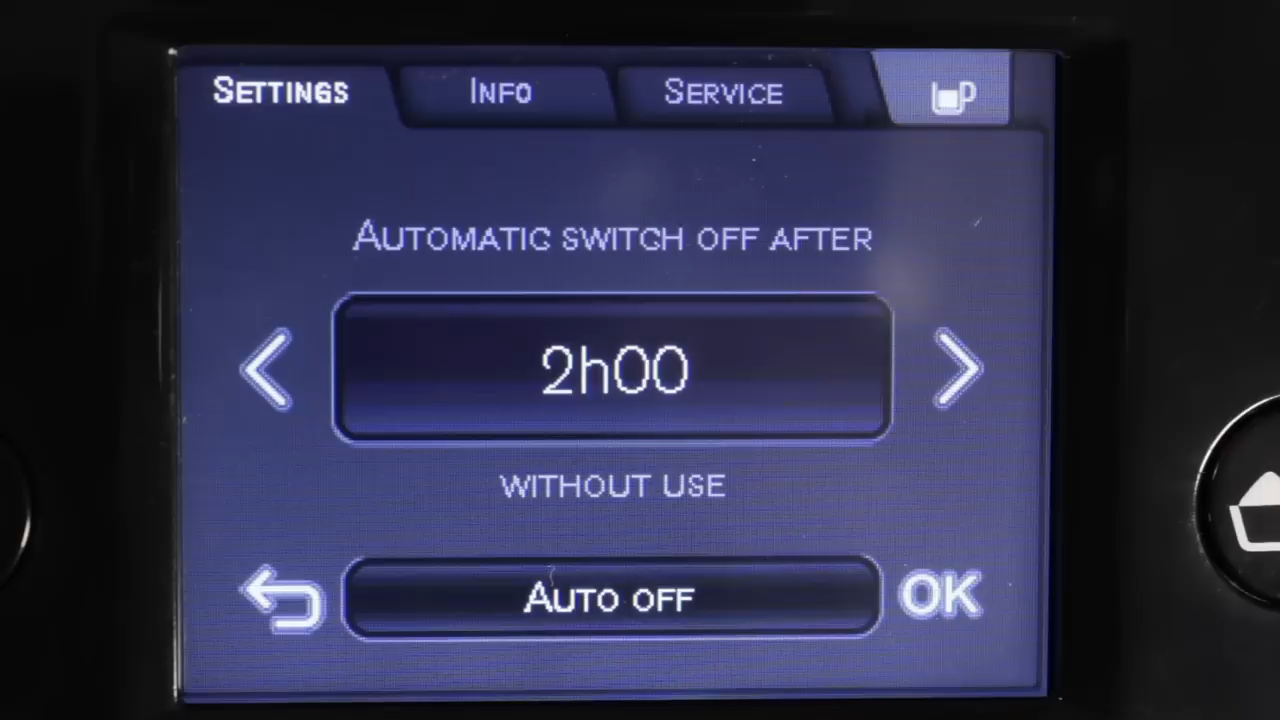 SETTINGS INFO SERVICE
AUTOMATIC SWITCH OFF AFTER
2h00
WITHOUT USE
AUTO OFF OK